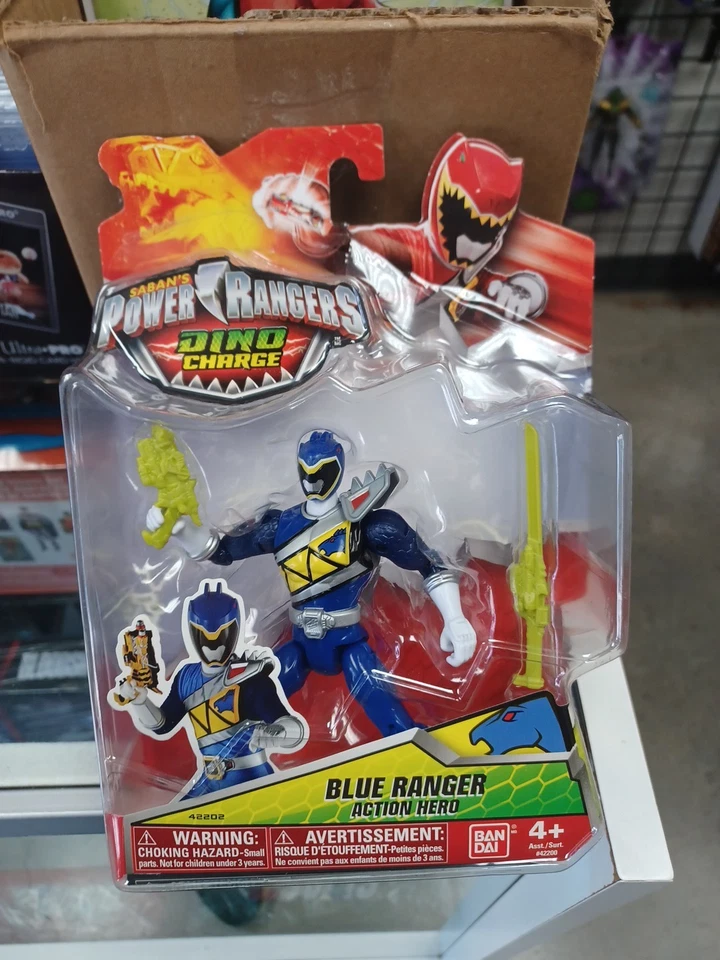 SABAN'S
POWER RANGERS
DINO
CHARGE
Ultra·PRO
BLUE RANGER
ACTION HERO
42202
WARNING:
CHOKING HAZARD-Small
parts. Not for children under 3 years.
AVERTISSEMENT:
RISQUE D'ÉTOUFFEMENT-Petites pièces.
Ne convient pas aux enfants de moins de 3 ans.
BAN
DAI
4+
Asst./Surt.
#42200